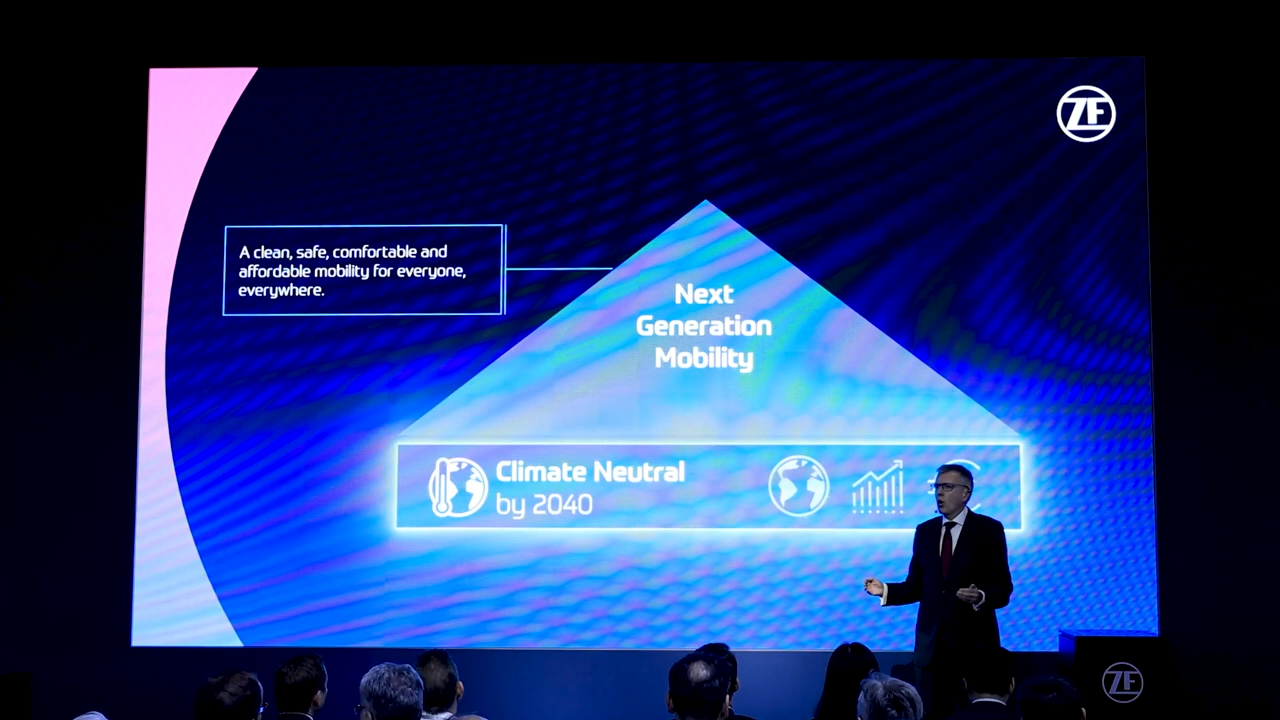 ZF
A clean, safe, comfortable and
affordable mobility for everyone,
everywhere.
Next
Generation
Mobility
Climate Neutral
by 2040
ZF